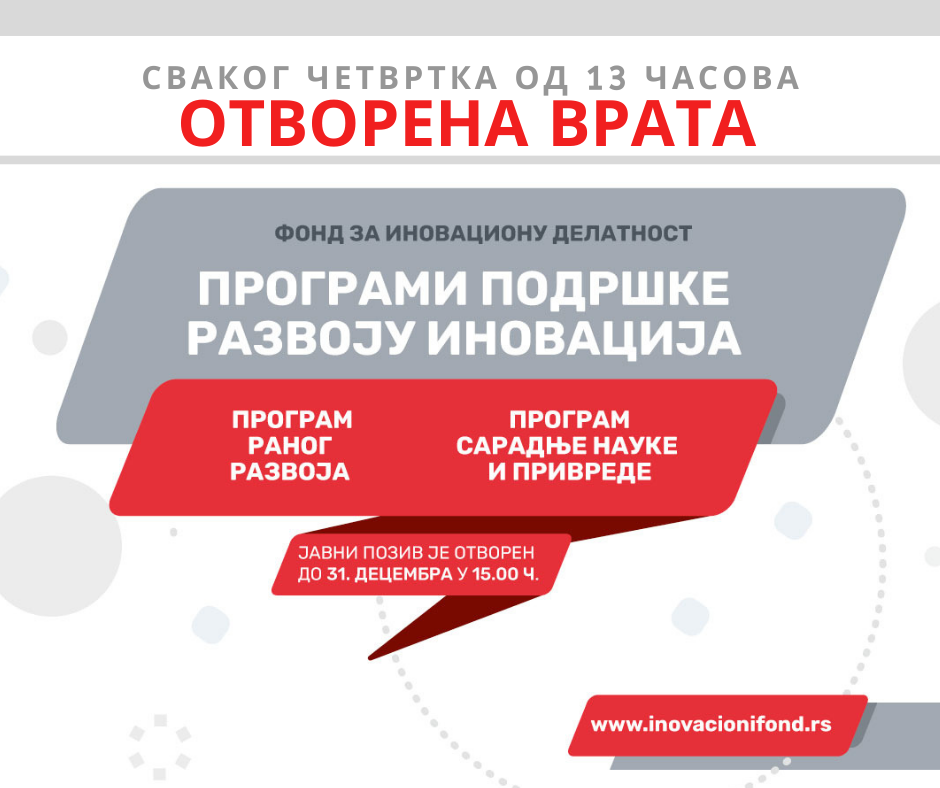 СВАКОГ ЧЕТВРТКА ОД 13 ЧАСОВА
ОТВОРЕНА ВРАТА
ФОНД ЗА ИНОВАЦИОНУ ДЕЛАТНОСТ
ПРОГРАМИ ПОДРШКЕ
РАЗВОЈУ ИНОВАЦИЈА
ПРОГРАМ
РАНОГ
РАЗВОЈА
ПРОГРАМ
САРАДЊЕ НАУКЕ
И ПРИВРЕДЕ
ЈАВНИ ПОЗИВ ЈЕ ОТВОРЕН
ДО 31. ДЕЦЕМБРА У 15.00 Ч.
www.inovacionifond.rs